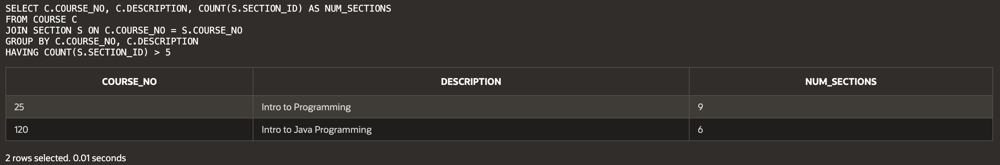 SELECT C.COURSE_NO, C.DESCRIPTION, COUNT(S.SECTION_ID) AS NUM_SECTIONS
FROM COURSE C
JOIN SECTION S ON C.COURSE_NO = S.COURSE_NO
GROUP BY C.COURSE_NO, C.DESCRIPTION
HAVING COUNT(S.SECTION_ID) > 5
COURSE_NO DESCRIPTION NUM_SECTIONS
25 Intro to Programming 9
120 Intro to Java Programming 6
2 rows selected. 0.01 seconds